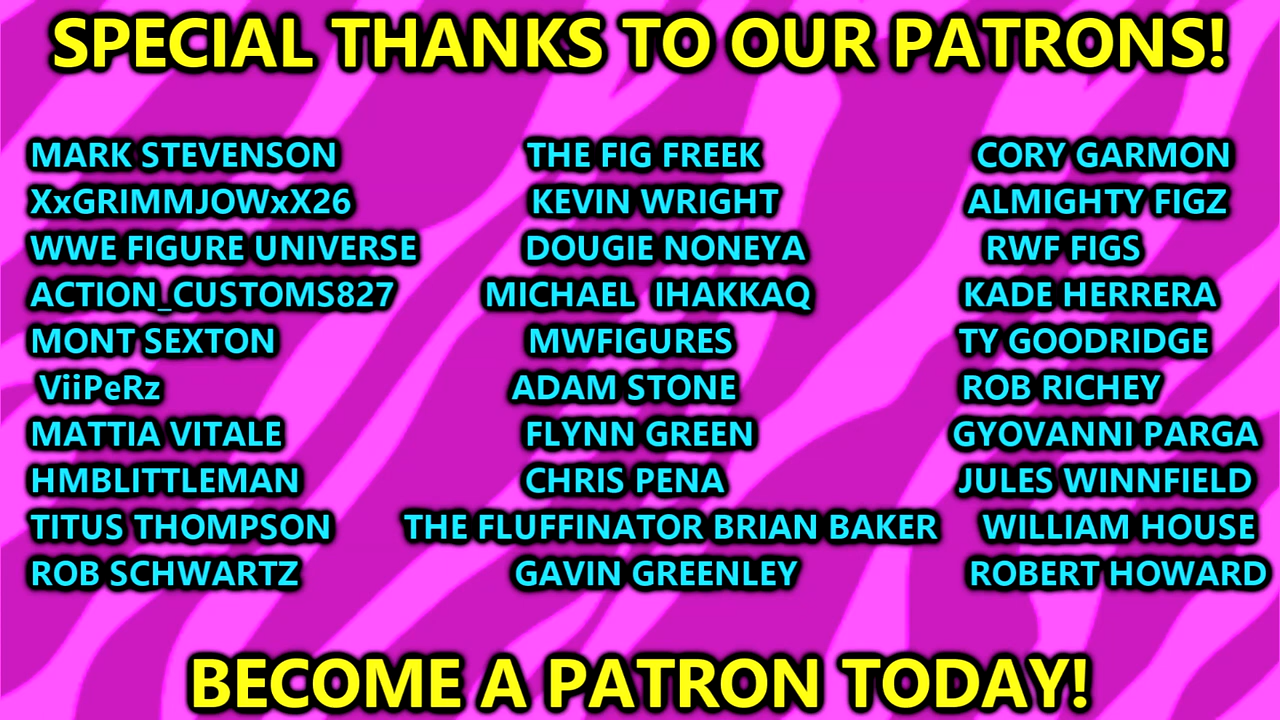 SPECIAL THANKS TO OUR PATRONS!
MARK STEVENSON THE FIG FREEK CORY GARMON
XxGRIMMJOWxX26 KEVIN WRIGHT ALMIGHTY FIGZ
WWE FIGURE UNIVERSE DOUGIE NONEYA RWF FIGS
ACTION_CUSTOMS827 MICHAEL IHAKKAQ KADE HERRERA
MONT SEXTON MWFIGURES TY GOODRIDGE
ViiPeRz ADAM STONE ROB RICHEY
MATTIA VITALE FLYNN GREEN GYOVANNI PARGA
HMBLITTLEMAN CHRIS PENA JULES WINNFIELD
TITUS THOMPSON THE FLUFFINATOR BRIAN BAKER WILLIAM HOUSE
ROB SCHWARTZ GAVIN GREENLEY ROBERT HOWARD
BECOME A PATRON TODAY!